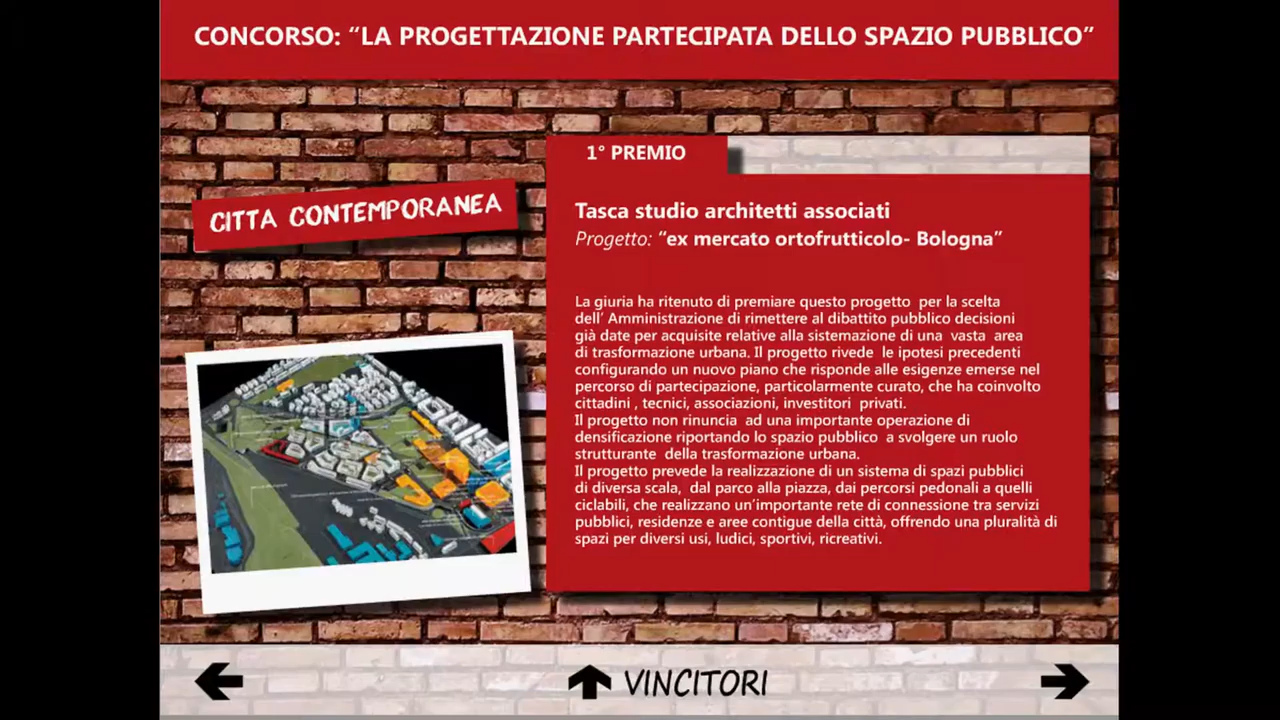 CONCORSO: “LA PROGETTAZIONE PARTECIPATA DELLO SPAZIO PUBBLICO”
1° PREMIO
CITTA CONTEMPORANEA
Tasca studio architetti associati
Progetto: “ex mercato ortofrutticolo- Bologna”
La giuria ha ritenuto di premiare questo progetto per la scelta
dell’ Amministrazione di rimettere al dibattito pubblico decisioni
già date per acquisite relative alla sistemazione di una vasta area
di trasformazione urbana. Il progetto rivede le ipotesi precedenti
configurando un nuovo piano che risponde alle esigenze emerse nel
percorso di partecipazione, particolarmente curato, che ha coinvolto
cittadini , tecnici, associazioni, investitori privati.
Il progetto non rinuncia ad una importante operazione di
densificazione riportando lo spazio pubblico a svolgere un ruolo
strutturante della trasformazione urbana.
Il progetto prevede la realizzazione di un sistema di spazi pubblici
di diversa scala, dal parco alla piazza, dai percorsi pedonali a quelli
ciclabili, che realizzano un’importante rete di connessione tra servizi
pubblici, residenze e aree contigue della città, offrendo una pluralità di
spazi per diversi usi, ludici, sportivi, ricreativi.
VINCITORI